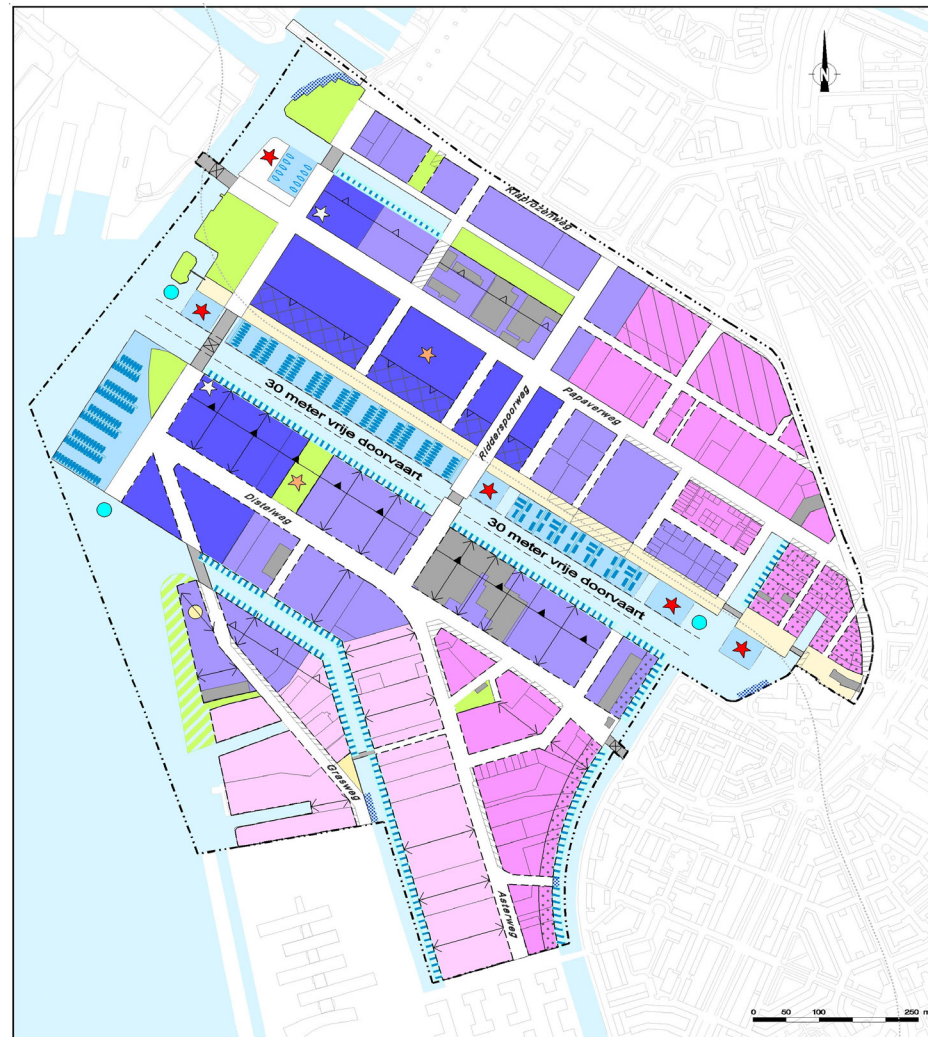 N
Klaprozenweg
Papaverweg
Ridderspoorweg
30 meter vrije doorvaart
Distelweg
30 meter vrije doorvaart
Grasweg
Asterweg
0 50 100 250 m